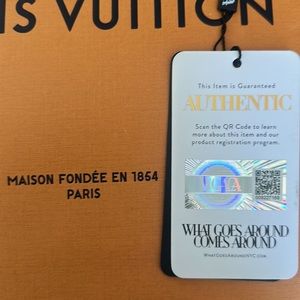 IS VUITTON
MAISON FONDÉE EN 1854
PARIS
This Item is Guaranteed
AUTHENTIC
Scan the QR Code to learn
more about this item and our
product registration program.
WHAT GOES AROUND
COMES AROUND
WHATGOESAROUNDNYC.COM